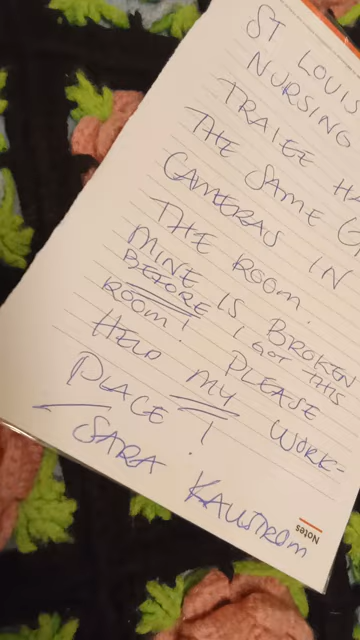 ST LOUIS
NURSING
TRALEE HA
THE SAME
CAMERAS IN
THE ROOM.
MINE IS BROKEN
BEFORE I GOT THIS
ROOM! PLEASE
HELP MY WORK-
PLACE!
SARA KAUSTROM
Notes